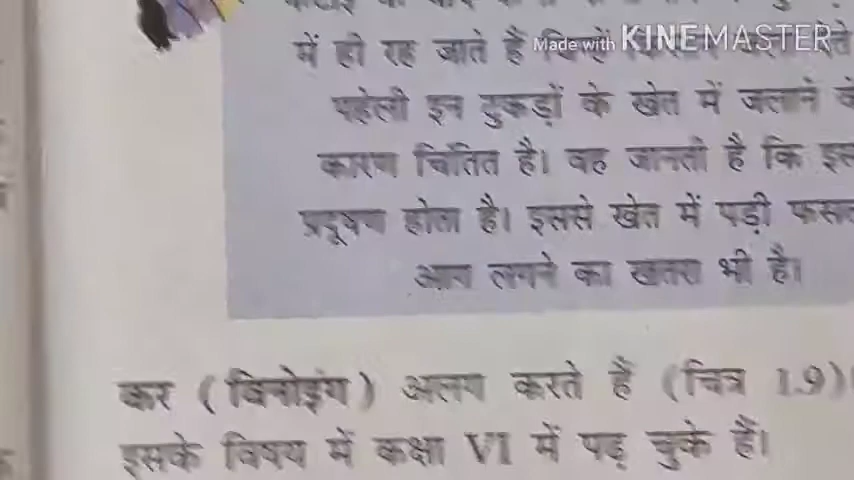 में ही रह जाते हैं
Made with KINEMASTER
पहेली इन टुकड़ों के खेत में जलाने के
कारण चिंतित है। वह जानती है कि इस
प्रदूषण होता है। इससे खेत में पड़ी फसल
आग लगने का खतरा भी है।
कर (विनोइंग) अलग करते हैं (चित्र 1.9)।
इसके विषय में कक्षा VI में पढ़ चुके हैं।